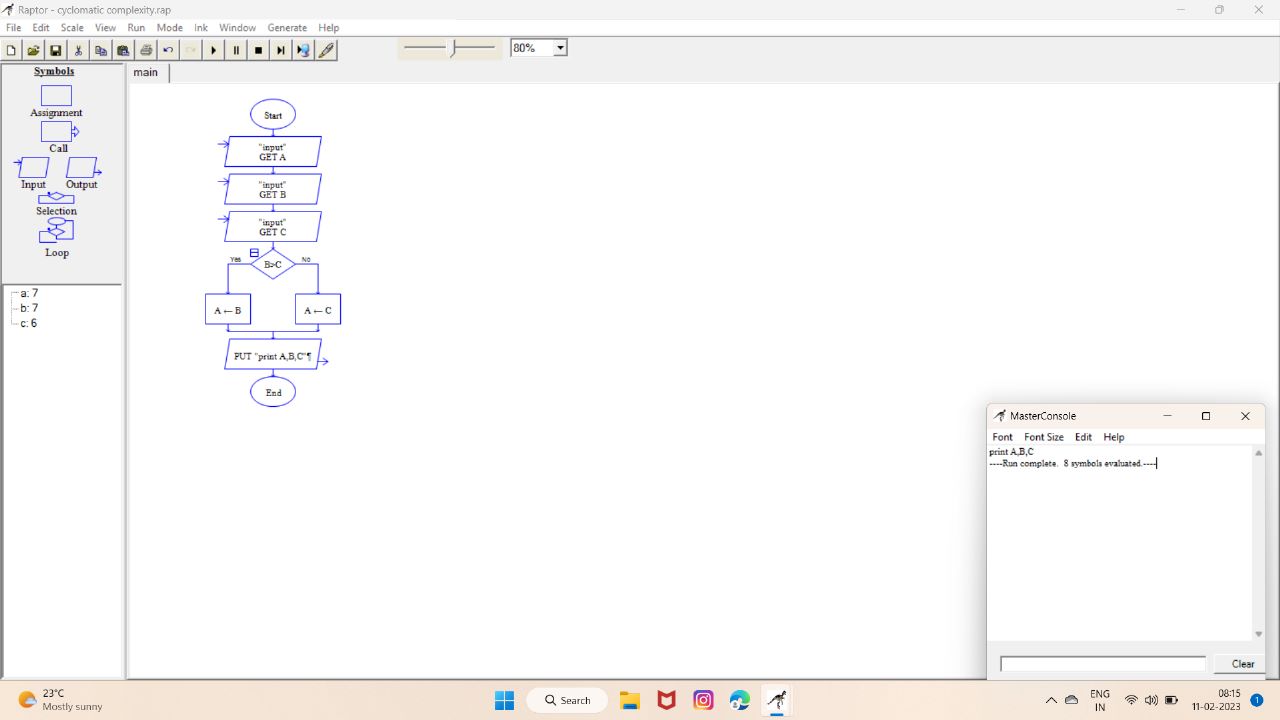 Raptor - cyclomatic complexity.rap
File Edit Scale View Run Mode Ink Window Generate Help
80%
Symbols
Assignment
Call
Input Output
Selection
Loop
a: 7
b: 7
c: 6
main
Start
"input"
GET A
"input"
GET B
"input"
GET C
Yes B>C No
A ← B A ← C
PUT "print A,B,C"¶
End
MasterConsole
Font Font Size Edit Help
print A,B,C
----Run complete. 8 symbols evaluated.----
Clear
23°C
Mostly sunny
Search
ENG
IN
08:15
11-02-2023
1